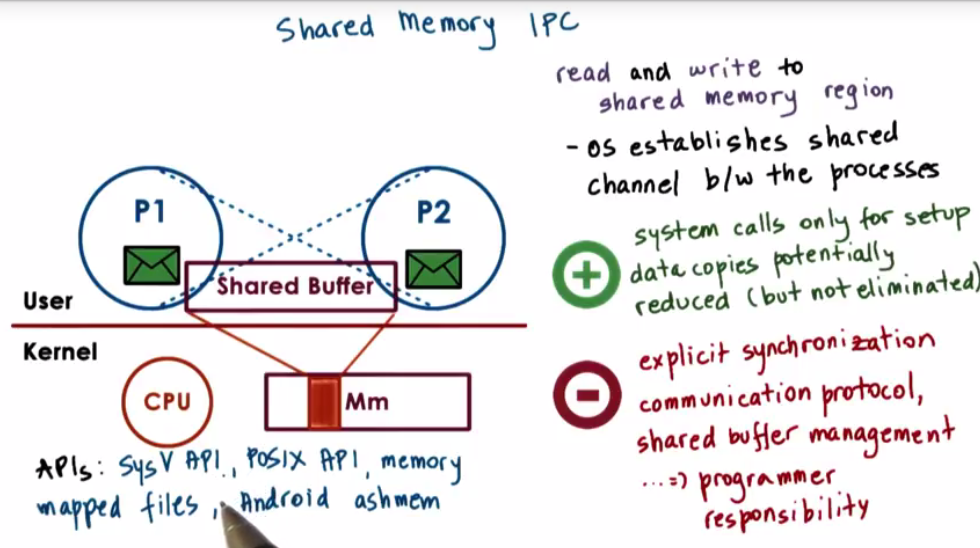 Shared Memory IPC
read and write to
shared memory region
- OS establishes shared
channel b/w the processes
P1
P2
Shared Buffer
User
Kernel
CPU
Mm
system calls only for setup
data copies potentially
reduced (but not eliminated)
explicit synchronization
communication protocol,
shared buffer management
...=) programmer
responsibility
APIs: SysV API, POSIX API, memory
mapped files, Android ashmem